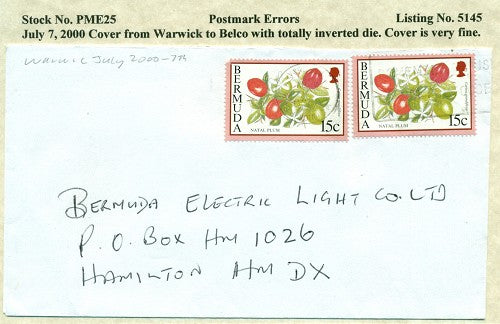 Stock No. PME25 Postmark Errors Listing No. 5145
July 7, 2000 Cover from Warwick to Belco with totally inverted die. Cover is very fine.
Warwick July 2000-7th
BERMUDA
NATAL PLUM 15c
BERMUDA
NATAL PLUM 15c
BERMUDA ELECTRIC LIGHT CO. LTD
P.O. BOX HM 1026
HAMILTON HM DX